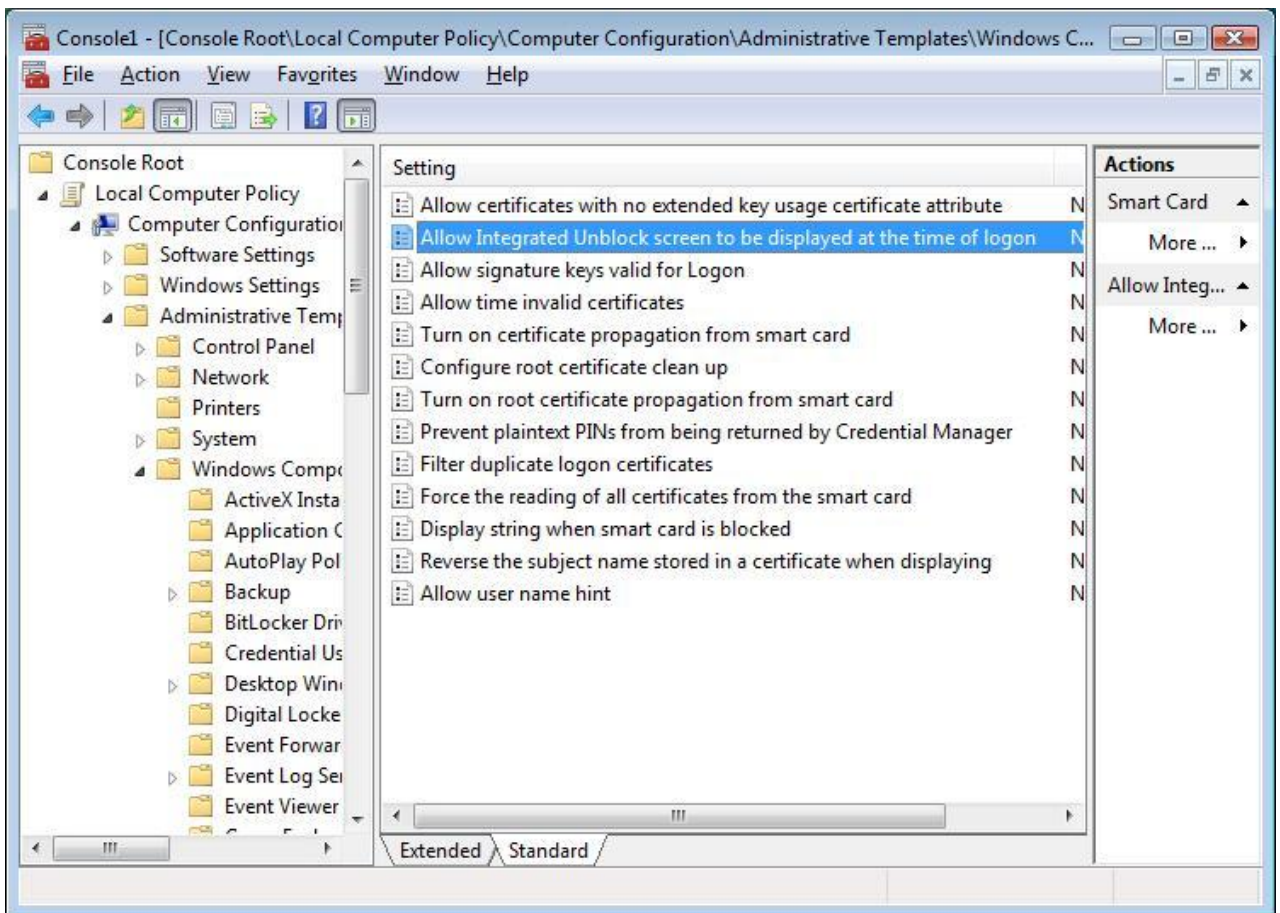 Console1 - [Console Root\Local Computer Policy\Computer Configuration\Administrative Templates\Windows C...
File Action View Favorites Window Help
Console Root
Local Computer Policy
Computer Configuration
Software Settings
Windows Settings
Administrative Temp
Control Panel
Network
Printers
System
Windows Compo
ActiveX Insta
Application C
AutoPlay Pol
Backup
BitLocker Driv
Credential Us
Desktop Win
Digital Locke
Event Forwar
Event Log Ser
Event Viewer
Setting
Allow certificates with no extended key usage certificate attribute N
Allow Integrated Unblock screen to be displayed at the time of logon N
Allow signature keys valid for Logon N
Allow time invalid certificates N
Turn on certificate propagation from smart card N
Configure root certificate clean up N
Turn on root certificate propagation from smart card N
Prevent plaintext PINs from being returned by Credential Manager N
Filter duplicate logon certificates N
Force the reading of all certificates from the smart card N
Display string when smart card is blocked N
Reverse the subject name stored in a certificate when displaying N
Allow user name hint N
Extended Standard
Actions
Smart Card
More ...
Allow Integ...
More ...